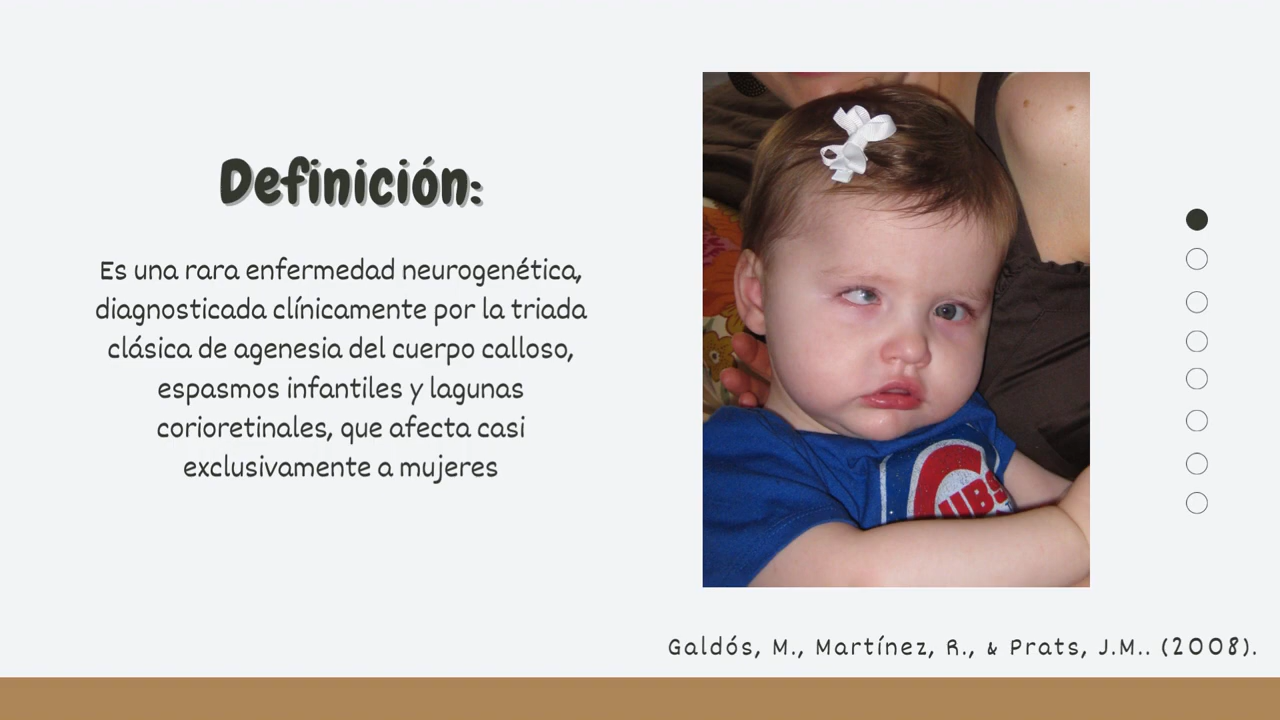 Definición:
Es una rara enfermedad neurogenética,
diagnosticada clínicamente por la triada
clásica de agenesia del cuerpo calloso,
espasmos infantiles y lagunas
corioretinales, que afecta casi
exclusivamente a mujeres
UBS
Galdós, M., Martínez, R., & Prats, J.M.. (2008).